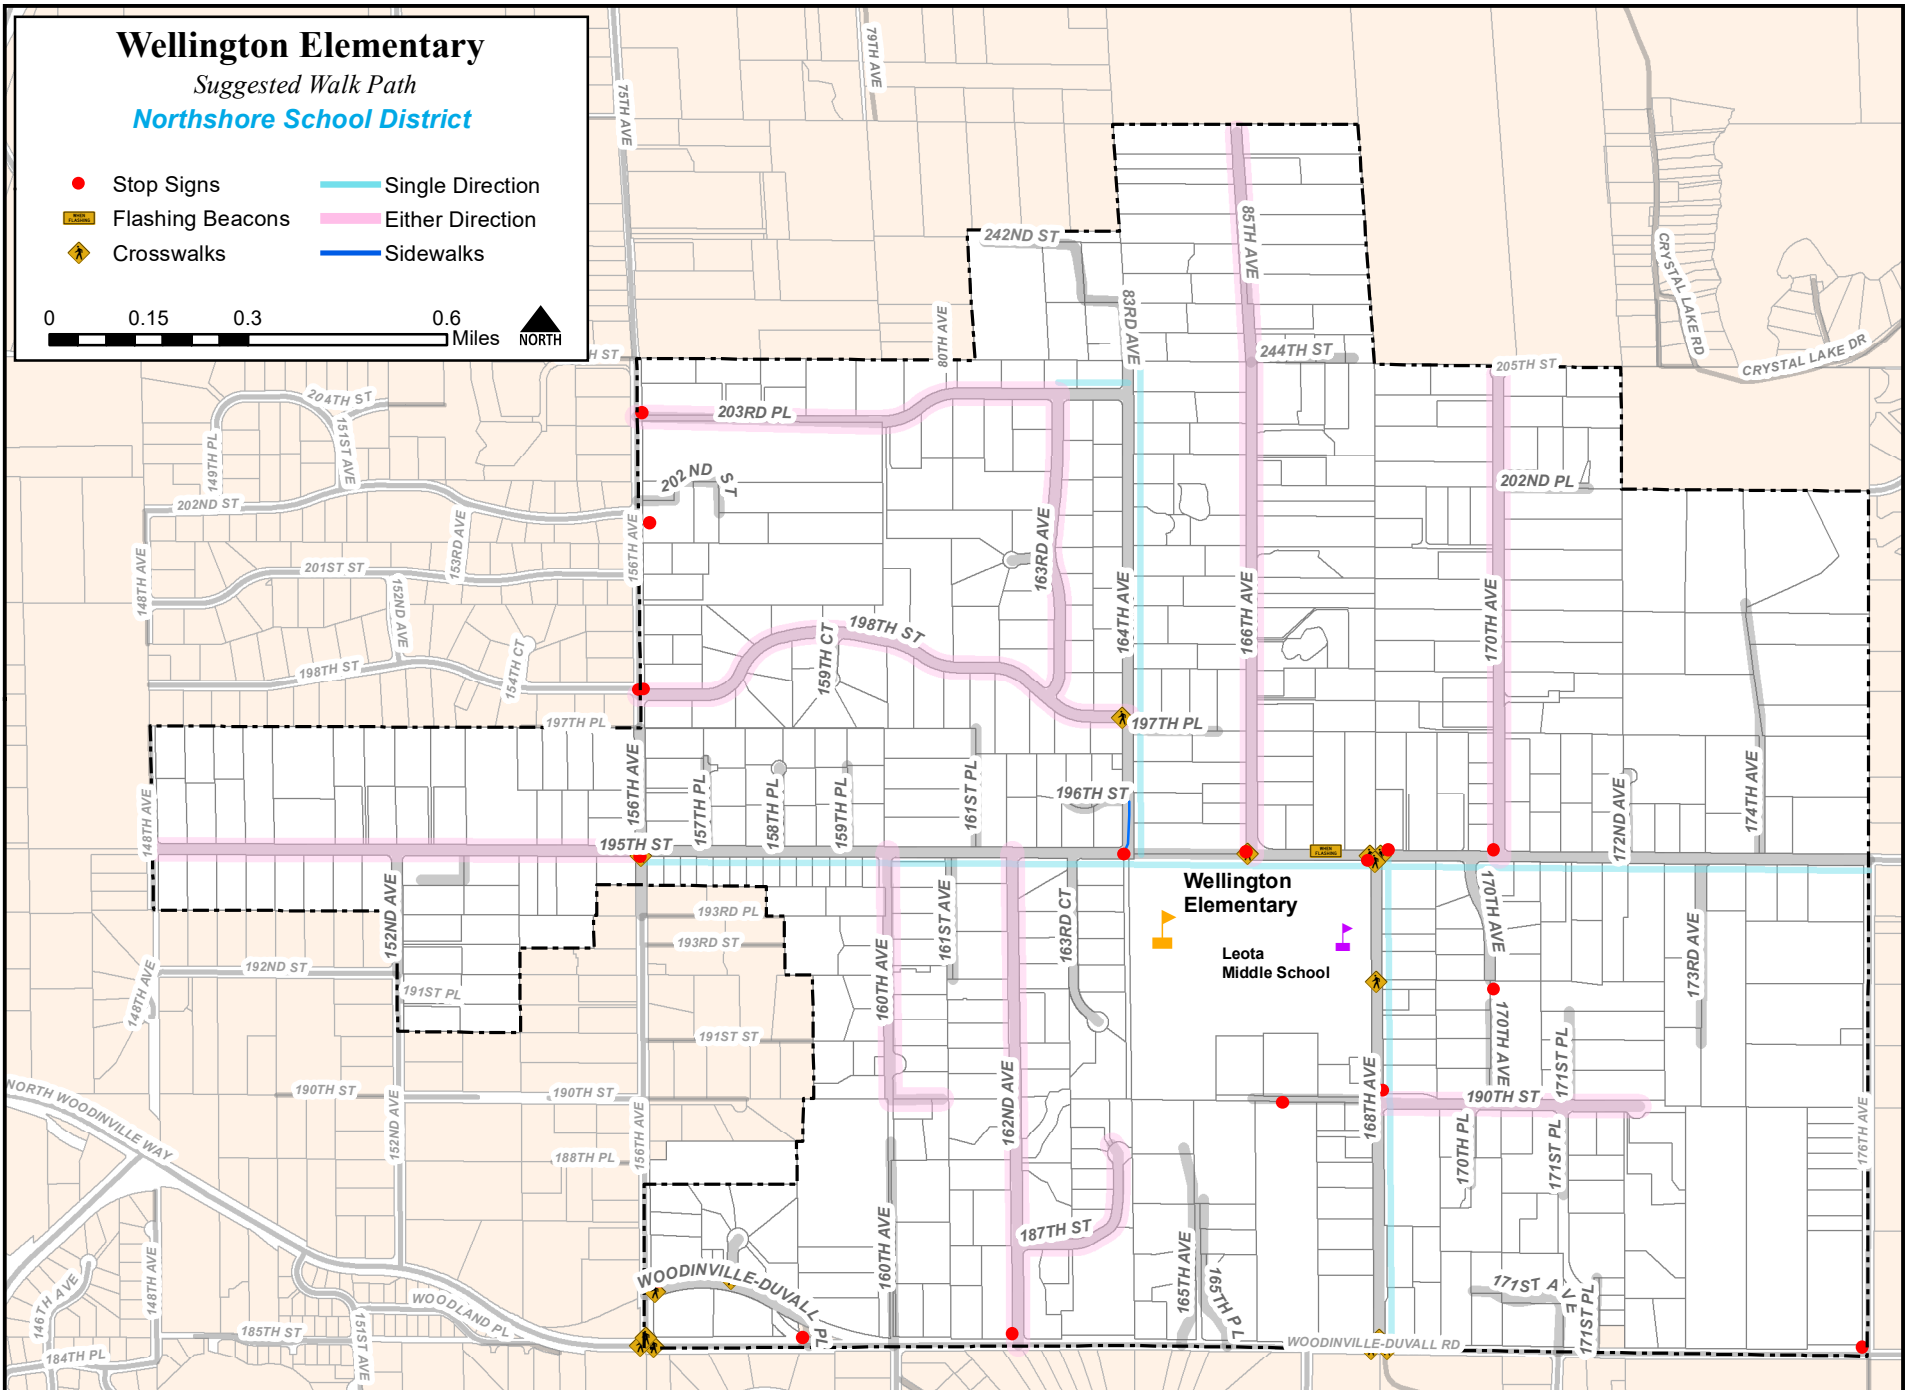 Wellington Elementary
Suggested Walk Path
Northshore School District
Stop Signs
Single Direction
Flashing Beacons
Either Direction
Crosswalks
Sidewalks
0 0.15 0.3 0.6
Miles
NORTH
75TH AVE
79TH AVE
H ST
80TH AVE
242ND ST
83RD AVE
85TH AVE
244TH ST
205TH ST
CRYSTAL LAKE RD
CRYSTAL LAKE DR
204TH ST
151ST AVE
149TH PL
203RD PL
202ND ST
202 ND ST
202ND PL
153RD AVE
156TH AVE
148TH AVE
201ST ST
152ND AVE
163RD AVE
164TH AVE
166TH AVE
170TH AVE
198TH ST
154TH CT
159TH CT
198TH ST
197TH PL
197TH PL
156TH AVE
157TH PL
158TH PL
159TH PL
161ST PL
196TH ST
172ND AVE
174TH AVE
148TH AVE
195TH ST
Wellington
Elementary
Leota
Middle School
152ND AVE
193RD PL
193RD ST
192ND ST
191ST PL
191ST ST
148TH AVE
160TH AVE
161ST AVE
163RD CT
162ND AVE
170TH AVE
170TH AVE
173RD AVE
171ST PL
168TH AVE
190TH ST
190TH ST
190TH ST
170TH PL
171ST PL
176TH AVE
NORTH WOODINVILLE WAY
152ND AVE
156TH AVE
188TH PL
187TH ST
160TH AVE
165TH AVE
165TH PL
171ST AVE
171ST PL
WOODINVILLE-DUVALL PL
WOODINVILLE-DUVALL RD
146TH AVE
148TH AVE
WOODLAND PL
185TH ST
151ST AVE
184TH PL